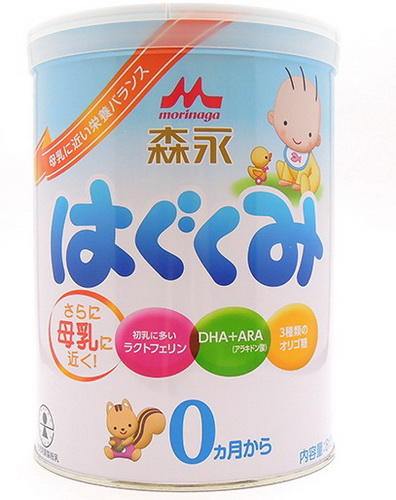 母乳に近い栄養バランス
morinaga
森永
はぐくみ
さらに
母乳に
近く!
初乳に多い
ラクトフェリン
DHA+ARA
(アラキドン酸)
3種類の
オリゴ糖
0ヵ月から
内容量: